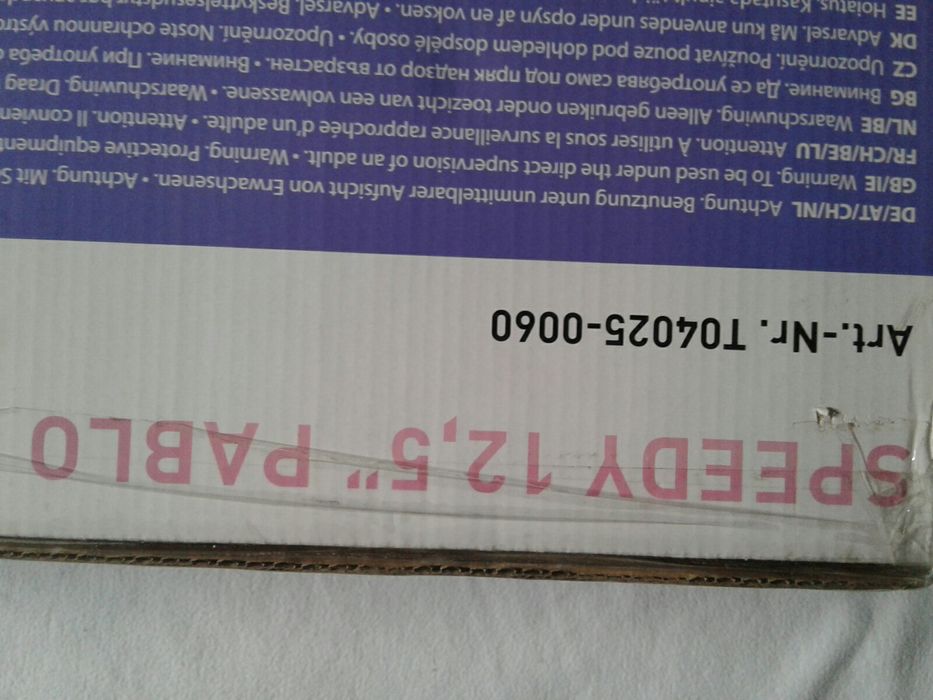 SPEEDY 12,5" PABLO
Art.-Nr. T04025-0060
DE/AT/CH/NL Achtung. Benutzung unter unmittelbarer Aufsicht von Erwachsenen. • Achtung. Mit
GB/IE Warning. To be used under the direct supervision of an adult. • Warning. Protective equipment
FR/CH/BE/LU Attention. À utiliser sous la surveillance rapprochée d'un adulte. • Attention. Il convient
NL/BE Waarschuwing. Alleen gebruiken onder toezicht van een volwassene. • Waarschuwing. Draag
BG Внимание. Да се употребява само под пряк надзор от възрастен. • Внимание. При употреба
CZ Upozornění. Používat pouze pod dohledem dospělé osoby. • Upozornění. Noste ochrannou
DK Advarsel. Må kun anvendes under opsyn af en voksen. • Advarsel. Beskyttelsesudstyr
EE Hoiatus. Kasutada